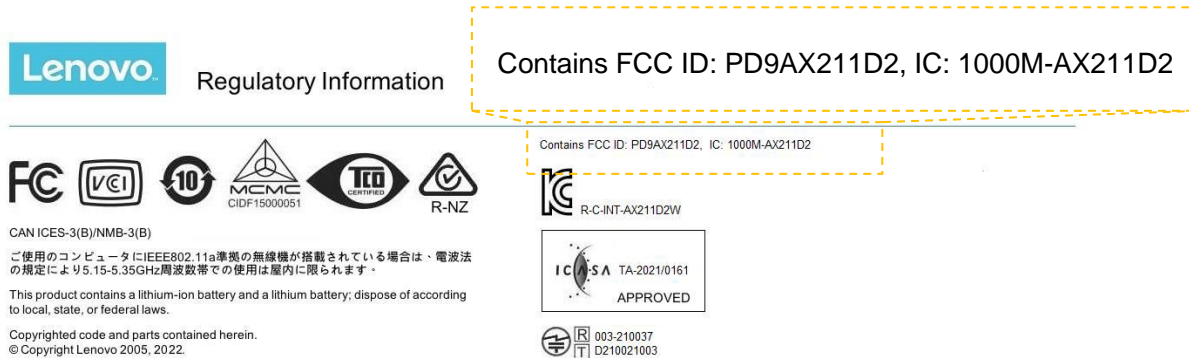 Contains FCC ID: PD9AX211D2, IC: 1000M-AX211D2
Lenovo™
Regulatory Information
Contains FCC ID: PD9AX211D2, IC: 1000M-AX211D2
FC
VCI
10
MCMC
CIDF15000051
TCO
CERTIFIED
R-NZ
CAN ICES-3(B)/NMB-3(B)
ご使用のコンピュータにIEEE802.11a準拠の無線機が搭載されている場合は、電波法
の規定により5.15-5.35GHz周波数帯での使用は屋内に限られます。
This product contains a lithium-ion battery and a lithium battery; dispose of according
to local, state, or federal laws.
Copyrighted code and parts contained herein.
© Copyright Lenovo 2005, 2022.
R-C-INT-AX211D2W
ICASA TA-2021/0161
APPROVED
R 003-210037
T D210021003